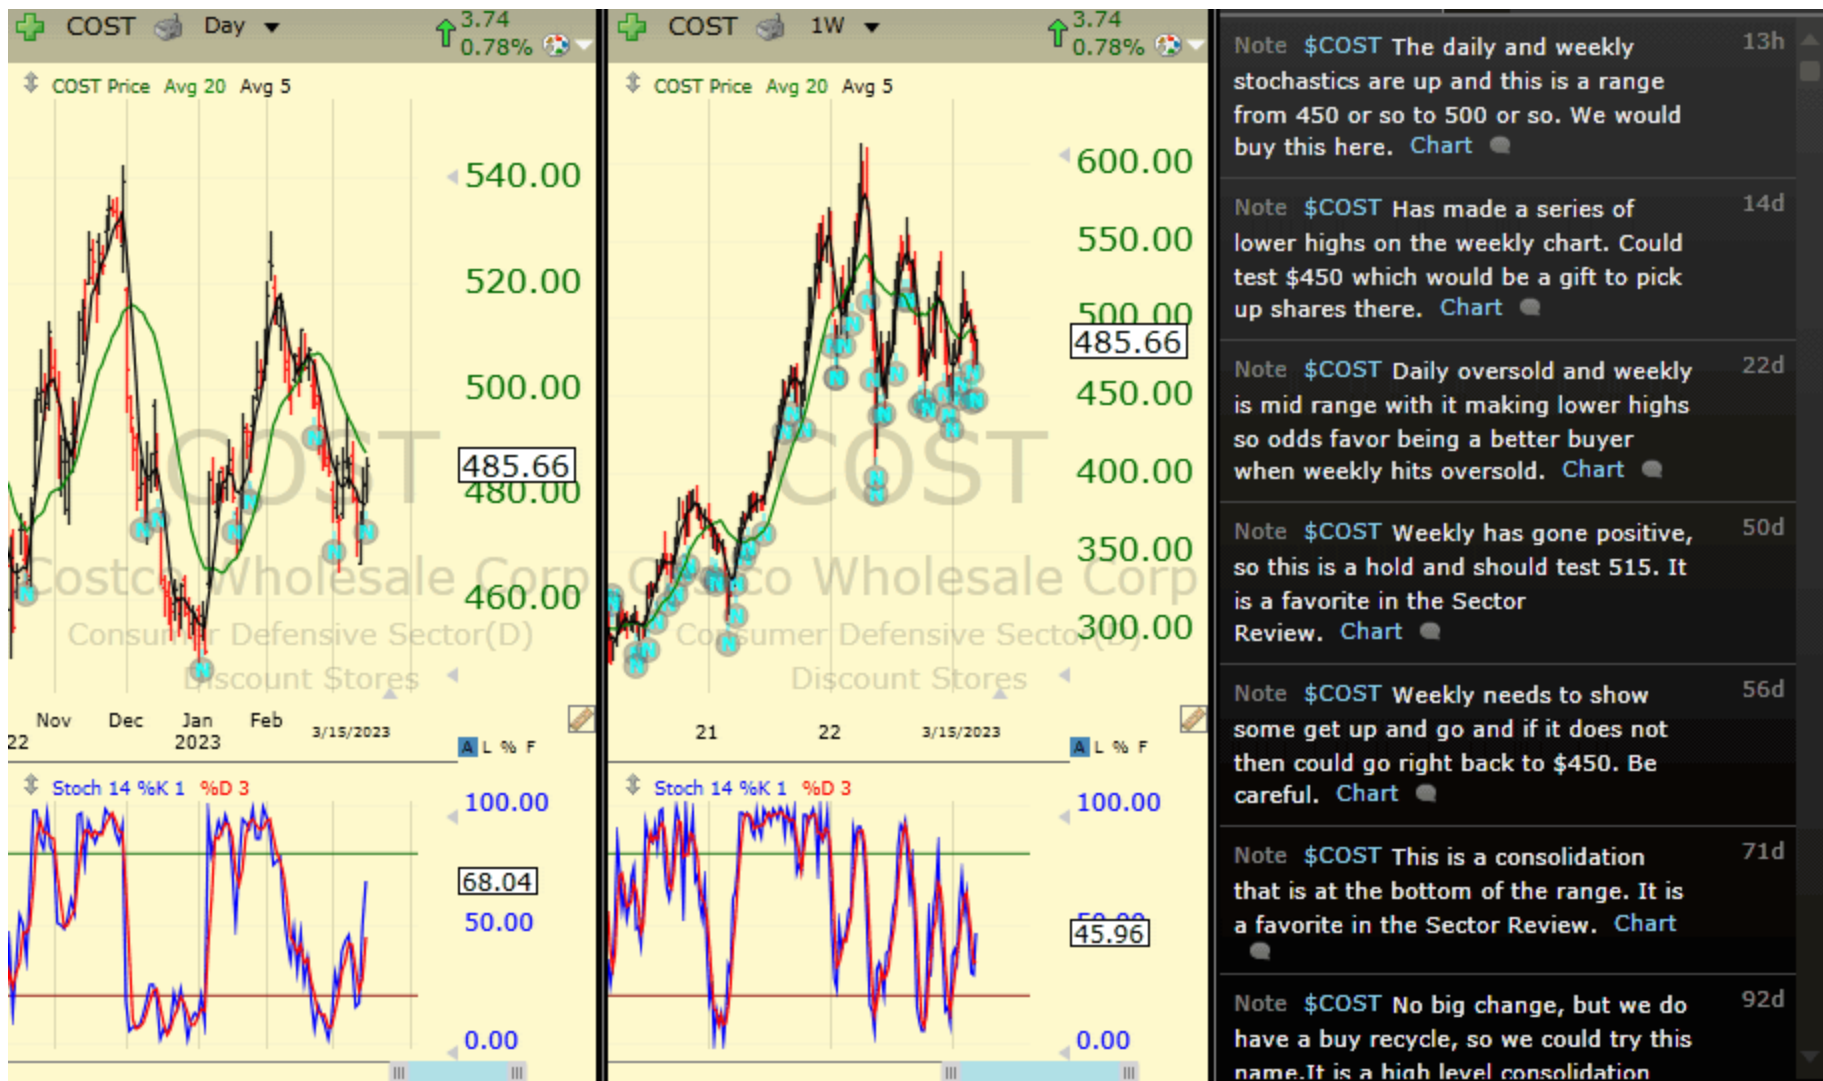 COST Day
3.74
0.78%
COST Price Avg 20 Avg 5
540.00
520.00
500.00
485.66
480.00
460.00
COST
Costco Wholesale Corp
Consumer Defensive Sector(D)
Discount Stores
Nov Dec Jan Feb 3/15/2023
22 2023
A L % F
Stoch 14 %K 1 %D 3
100.00
68.04
50.00
0.00
COST 1W
3.74
0.78%
COST Price Avg 20 Avg 5
600.00
550.00
500.00
485.66
450.00
400.00
350.00
300.00
COST
Costco Wholesale Corp
Consumer Defensive Sector(D)
Discount Stores
21 22 3/15/2023
A L % F
Stoch 14 %K 1 %D 3
100.00
50.00
45.96
0.00
Note $COST The daily and weekly 13h
stochastics are up and this is a range
from 450 or so to 500 or so. We would
buy this here. Chart
Note $COST Has made a series of 14d
lower highs on the weekly chart. Could
test $450 which would be a gift to pick
up shares there. Chart
Note $COST Daily oversold and weekly 22d
is mid range with it making lower highs
so odds favor being a better buyer
when weekly hits oversold. Chart
Note $COST Weekly has gone positive, 50d
so this is a hold and should test 515. It
is a favorite in the Sector
Review. Chart
Note $COST Weekly needs to show 56d
some get up and go and if it does not
then could go right back to $450. Be
careful. Chart
Note $COST This is a consolidation 71d
that is at the bottom of the range. It is
a favorite in the Sector Review. Chart
Note $COST No big change, but we do 92d
have a buy recycle, so we could try this
name.It is a high level consolidation